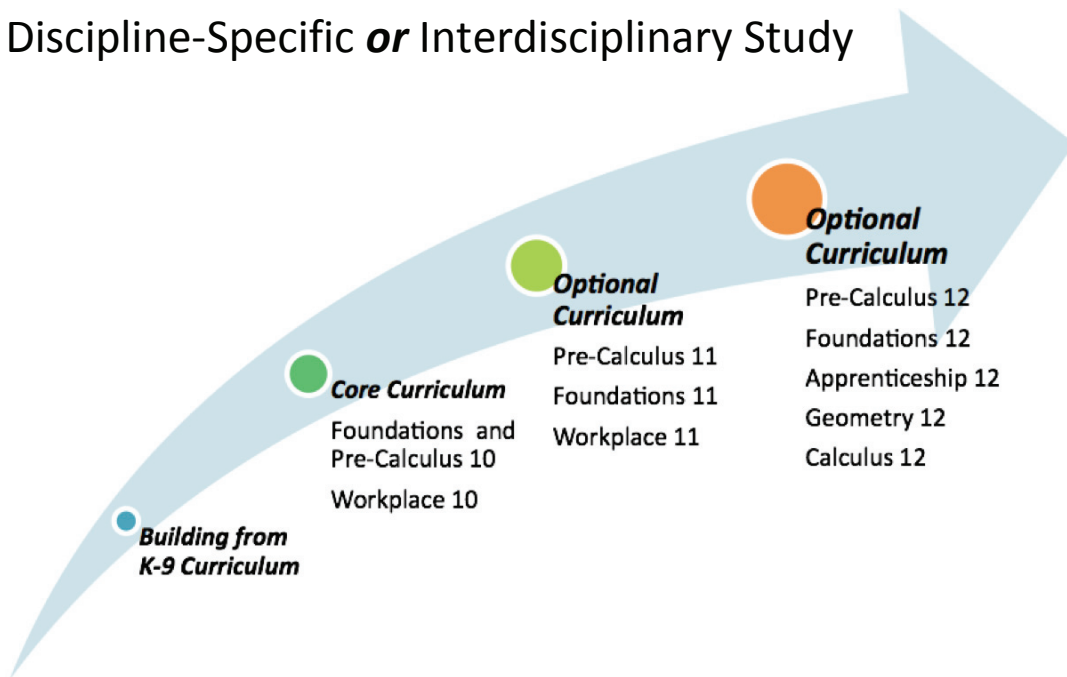 Discipline-Specific or Interdisciplinary Study
Building from
K-9 Curriculum
Core Curriculum
Foundations and
Pre-Calculus 10
Workplace 10
Optional
Curriculum
Pre-Calculus 11
Foundations 11
Workplace 11
Optional
Curriculum
Pre-Calculus 12
Foundations 12
Apprenticeship 12
Geometry 12
Calculus 12